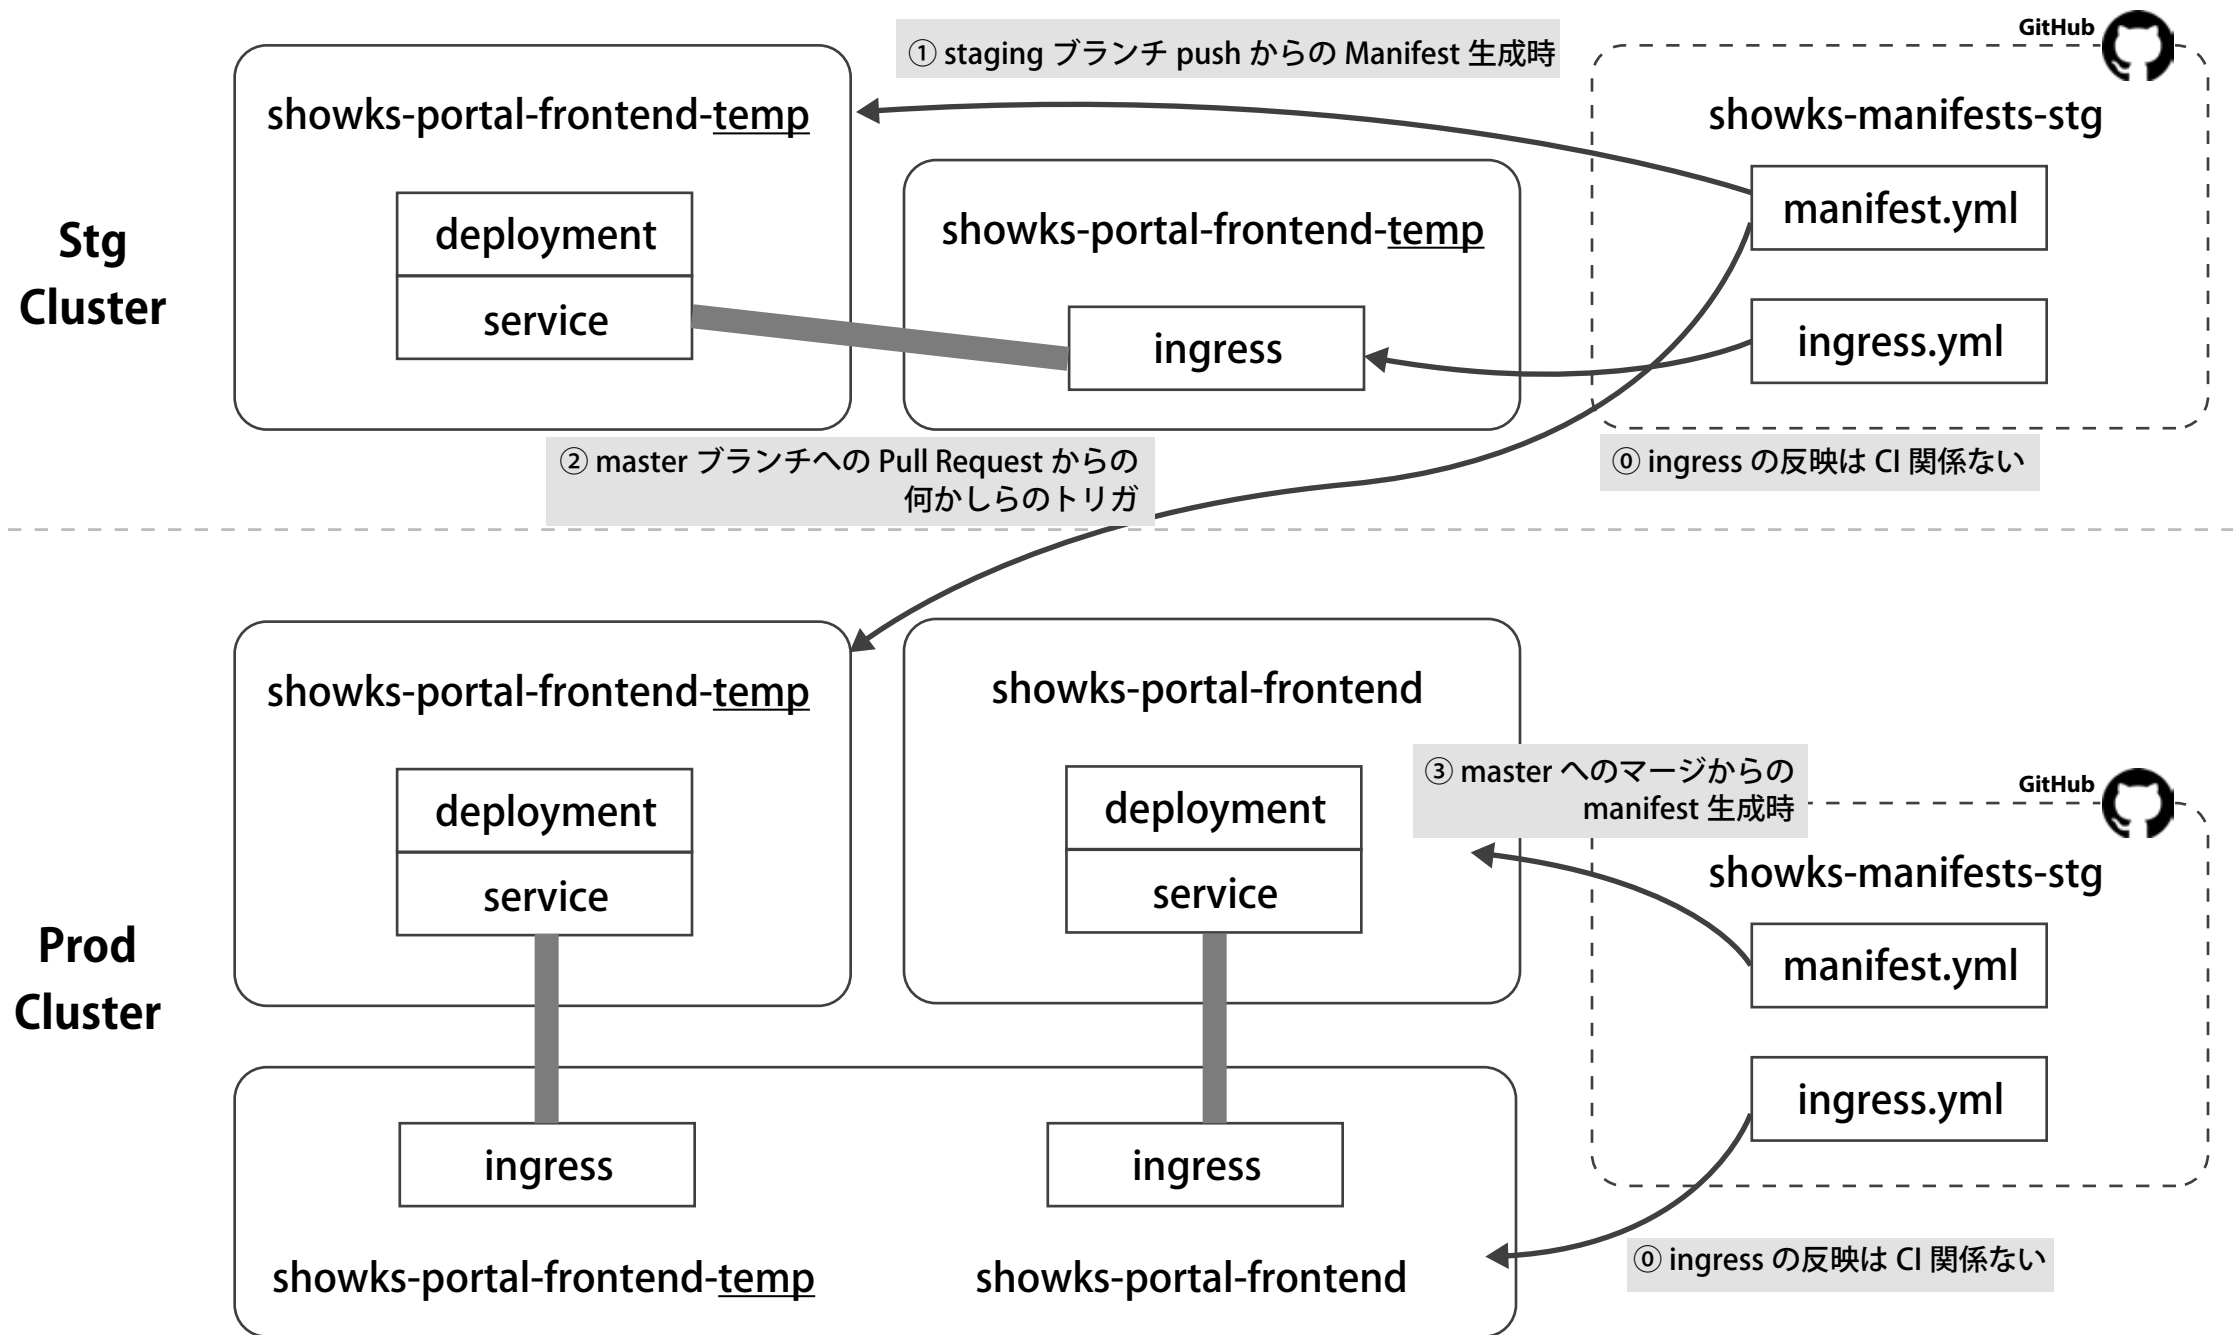 ① staging ブランチ push からの Manifest 生成時
GitHub
showks-portal-frontend-temp
showks-manifests-stg
Stg
Cluster
deployment
service
showks-portal-frontend-temp
ingress
manifest.yml
ingress.yml
② master ブランチへの Pull Request からの
何かしらのトリガ
⓪ ingress の反映は CI 関係ない
Prod
Cluster
showks-portal-frontend-temp
deployment
service
showks-portal-frontend
deployment
service
③ master へのマージからの
manifest 生成時
GitHub
showks-manifests-stg
manifest.yml
ingress.yml
ingress
showks-portal-frontend-temp
ingress
showks-portal-frontend
⓪ ingress の反映は CI 関係ない